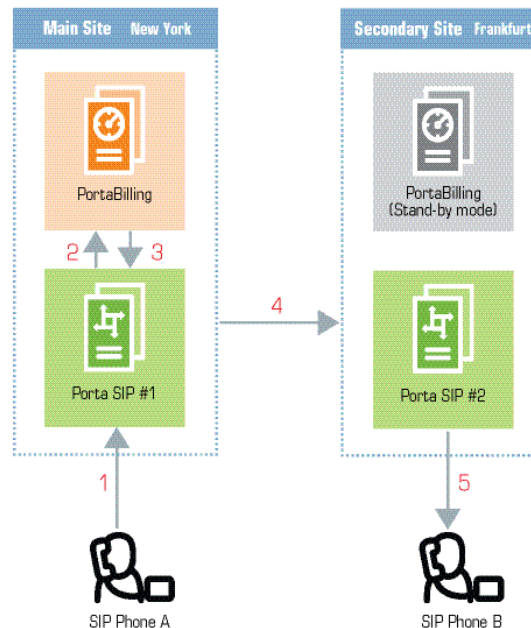 Main Site New York
Secondary Site Frankfurt
PortaBilling
PortaBilling
(Stand-by mode)
2
3
4
Porta SIP #1
Porta SIP #2
1
5
SIP Phone A
SIP Phone B